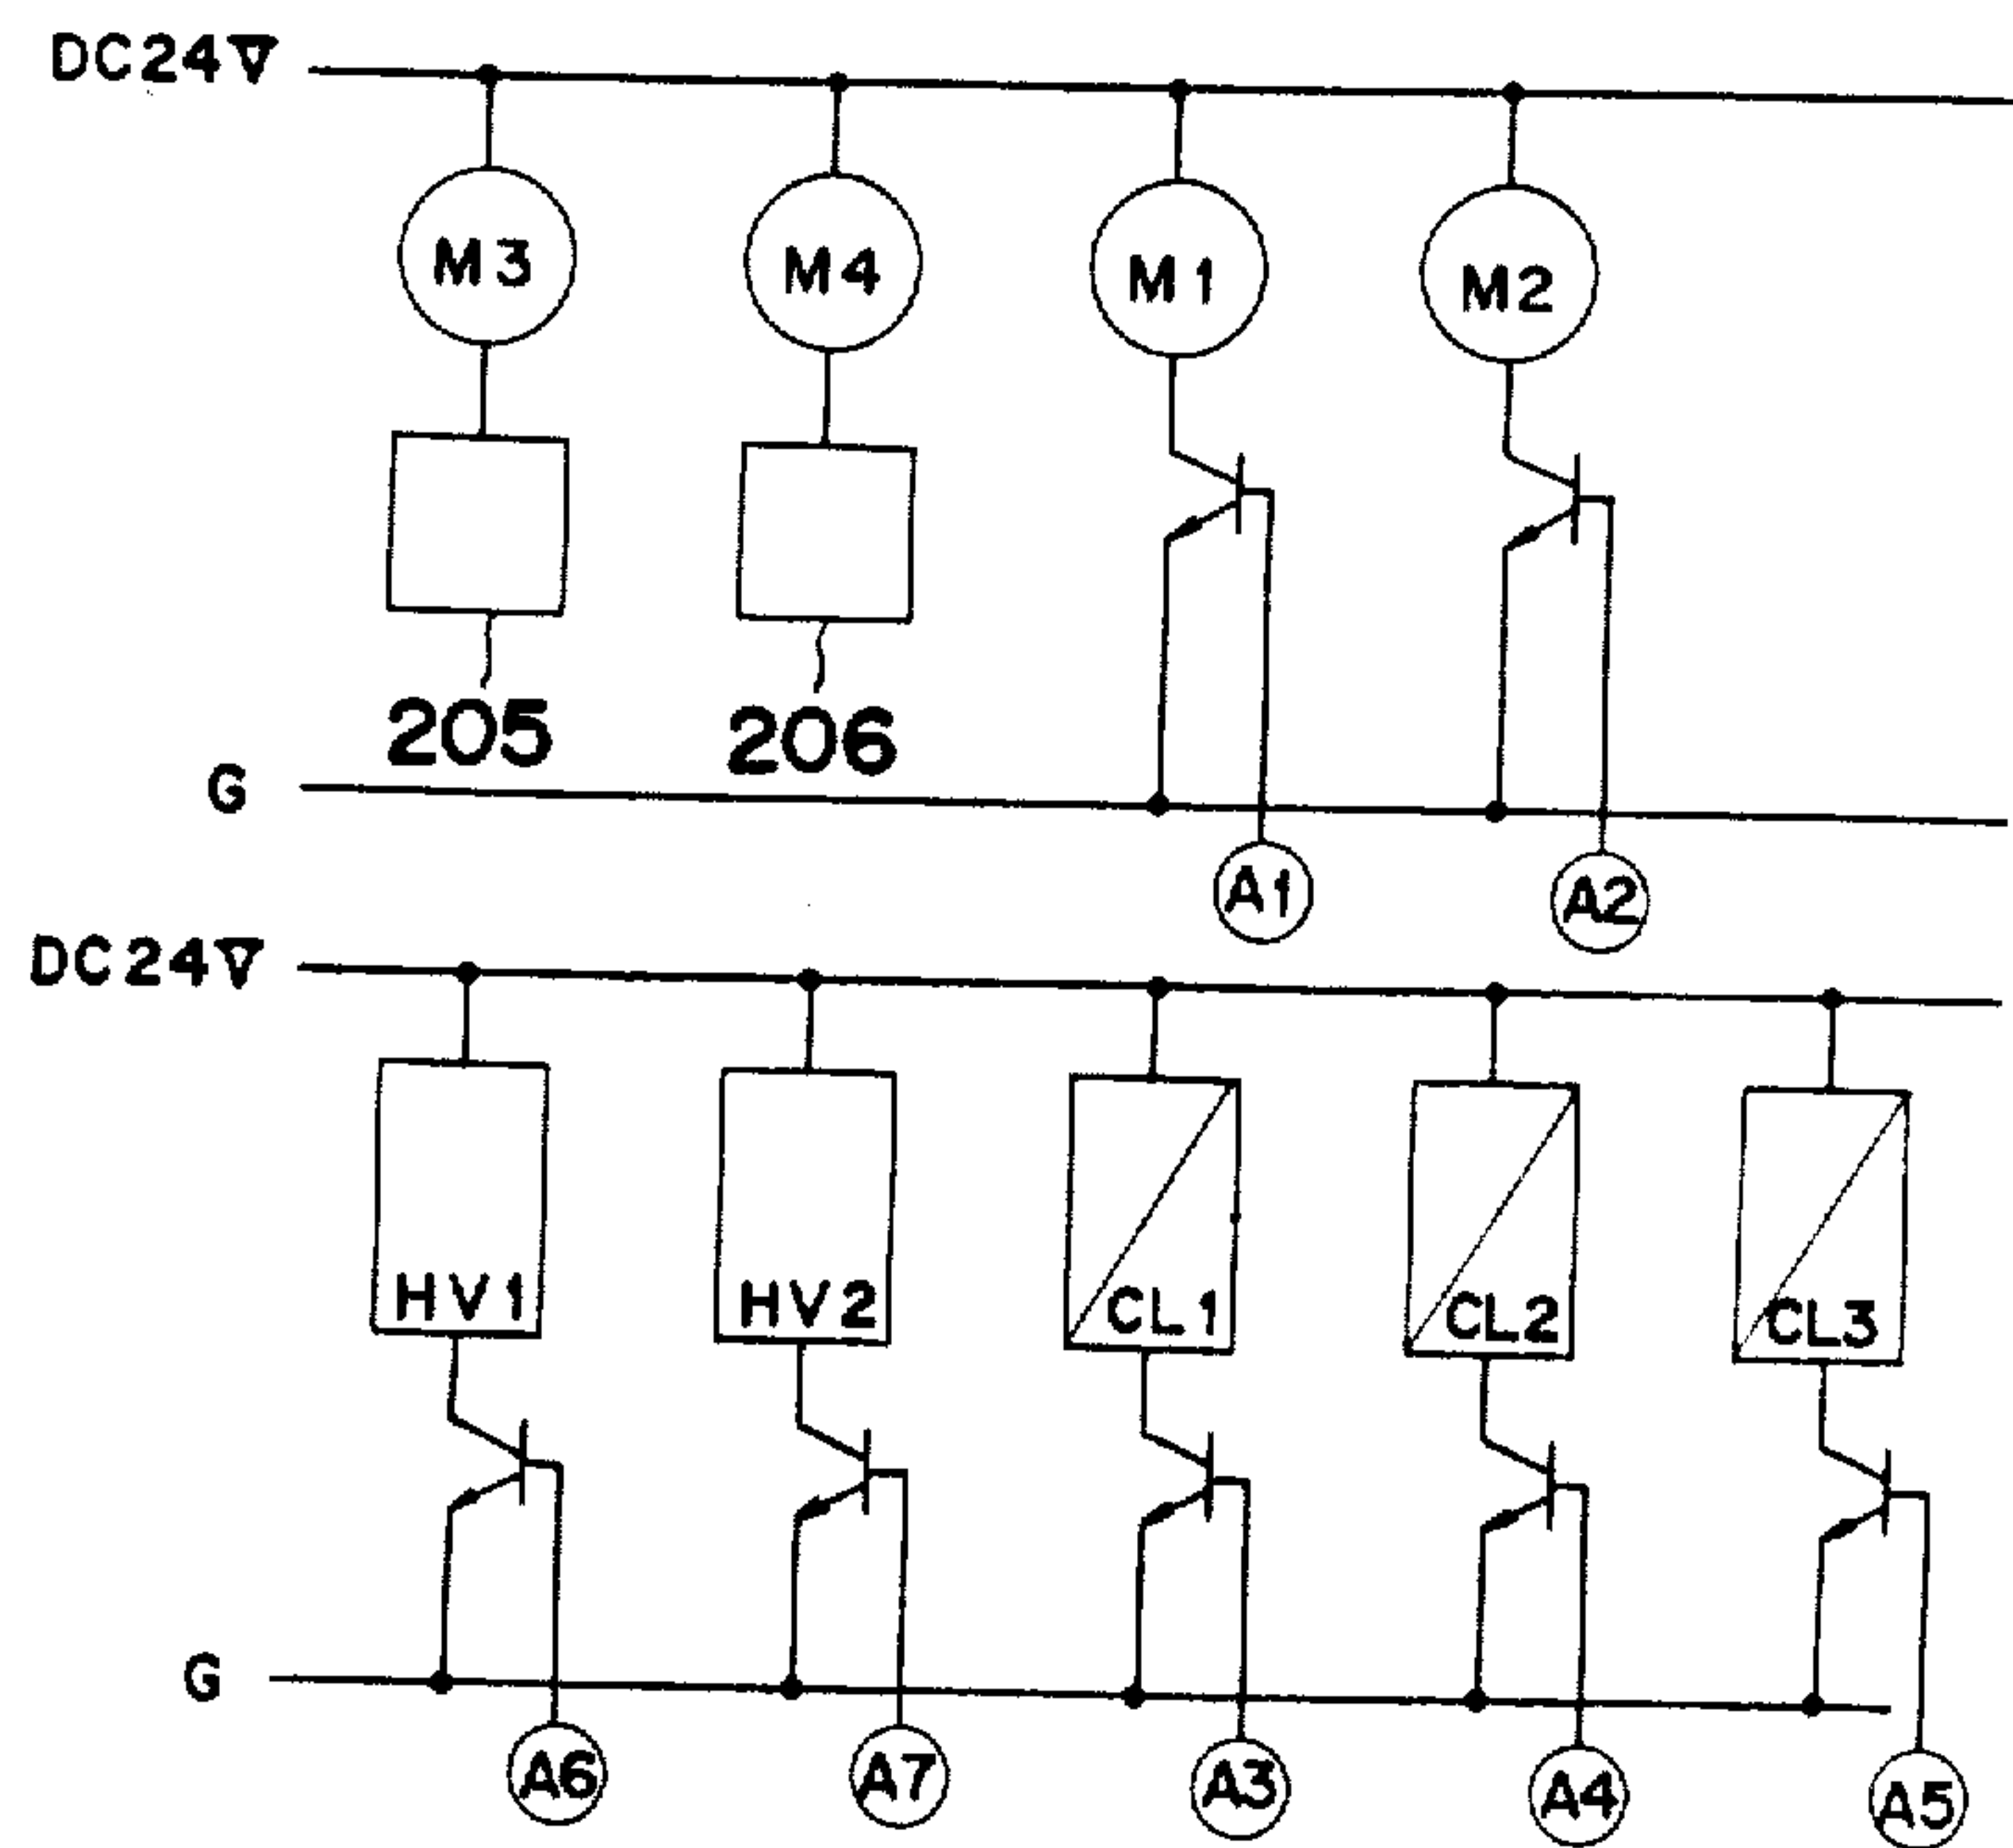 DC24V
M3 M4 M1 M2
205 206
G
A1 A2
DC24V
HV1 HV2 CL1 CL2 CL3
G
A6 A7 A3 A4 A5